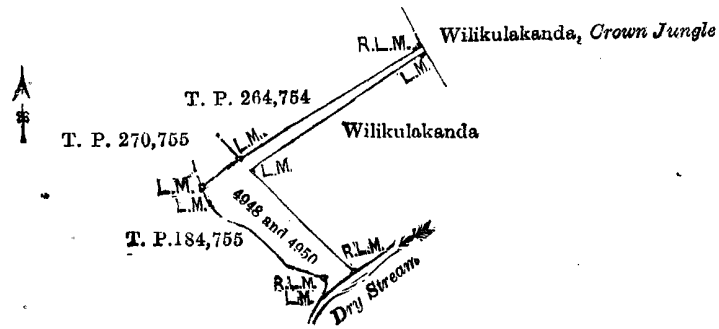 R.L.M.
Wilikulakanda, Crown Jungle
L.M.
T. P. 264,754
T. P. 270,755
L.M.
Wilikulakanda
L.M.
L.M.
L.M.
4948 and 4950
T. P.184,755
R.L.M.
R.L.M.
L.M.
Dry Stream